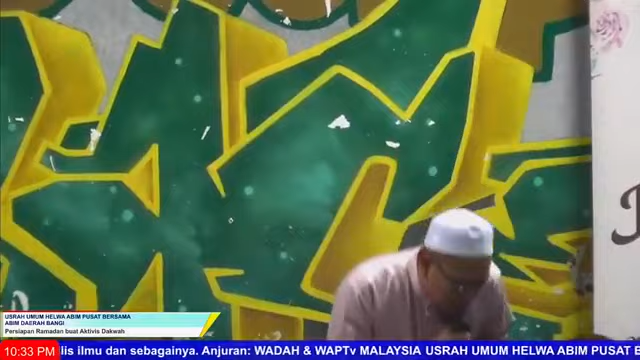 USRAH UMUM HELWA ABIM PUSAT BERSAMA
ABIM DAERAH BANGI
Persiapan Ramadan buat Aktivis Dakwah
10:33 PM
lis ilmu dan sebagainya. Anjuran: WADAH & WAPTv MALAYSIA USRAH UMUM HELWA ABIM PUSAT